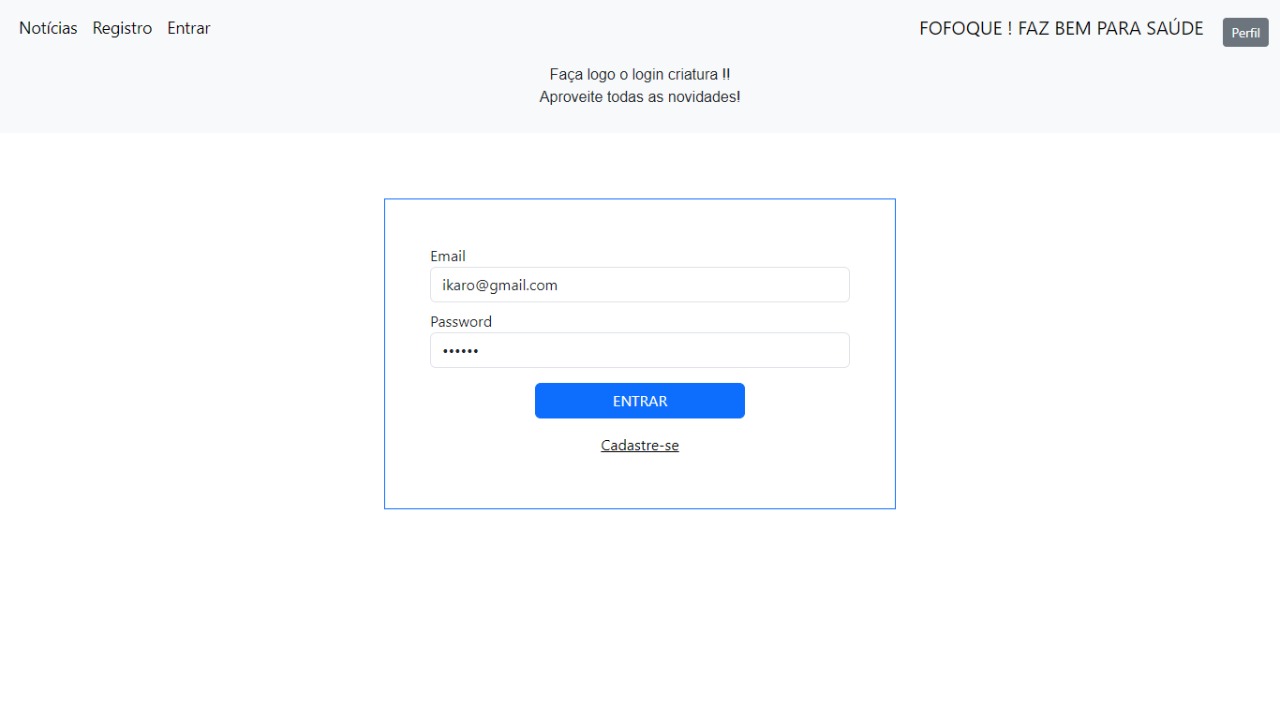 Notícias Registro Entrar FOFOQUE ! FAZ BEM PARA SAÚDE Perfil
Faça logo o login criatura !!
Aproveite todas as novidades!
Email
ikaro@gmail.com
Password
••••••
ENTRAR
Cadastre-se